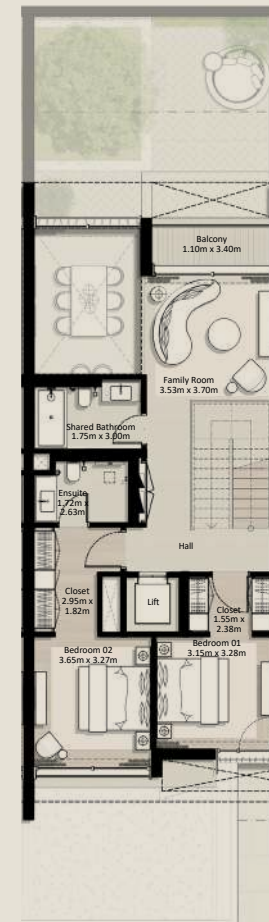 Balcony
1.10m x 3.40m
Family Room
3.53m x 3.70m
Shared Bathroom
1.75m x 3.00m
Ensuite
1.72m x
2.63m
Hall
Closet
2.95m x
1.82m
Lift
Closet
1.55m x
2.38m
Bedroom 02
3.65m x 3.27m
Bedroom 01
3.15m x 3.28m